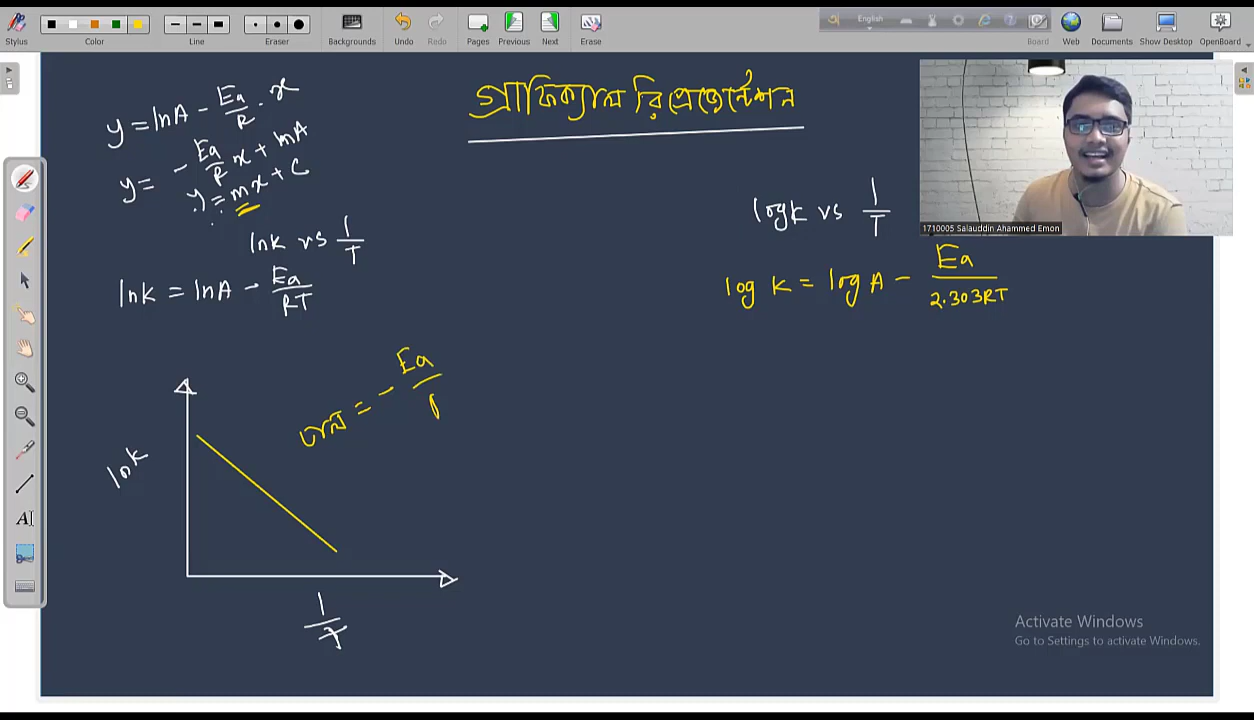 Stylus
Color
Line
Eraser
Backgrounds
Undo
Redo
Pages
Previous
Next
Erase
English
Board
Web
Documents
Show Desktop
OpenBoard
গ্রাফিক্যাল রিপ্রেজেন্টেশন
y = lnA - Ea/R · x
y = - Ea/R x + lnA
y = mx + c
lnk vs 1/T
lnk = lnA - Ea/RT
ঢাল = - Ea/
lnk
1/T
logk vs 1/T
log K = log A - Ea/2.303RT
1710005 Salauddin Ahammed Emon
Activate Windows
Go to Settings to activate Windows.